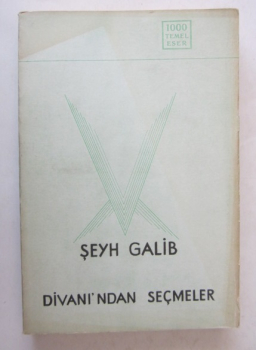 1000
TEMEL
ESER
ŞEYH GALİB
DİVANI'NDAN SEÇMELER